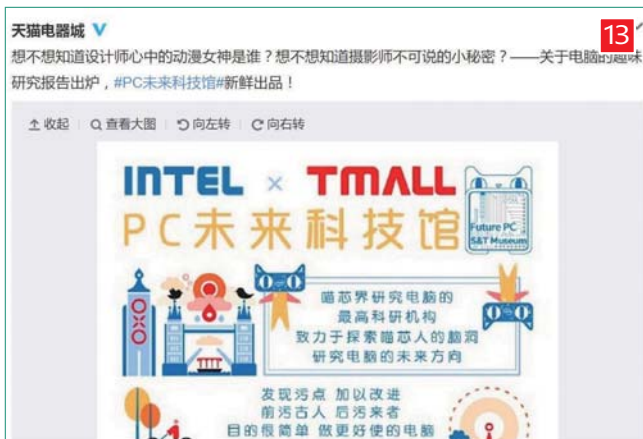 天猫电器城 V
13
想不想知道设计师心中的动漫女神是谁？想不想知道摄影师不可说的小秘密？——关于电脑的趣味
研究报告出炉，#PC未来科技馆#新鲜出品！
收起 查看大图 向左转 向右转
INTEL × TMALL
PC未来科技馆
Future PC
S&T Museum
喵芯界研究电脑的
最高科研机构
致力于探索喵芯人的脑洞
研究电脑的未来方向
发现污点 加以改进
前污古人 后污来者
目的很简单 做更好使的电脑